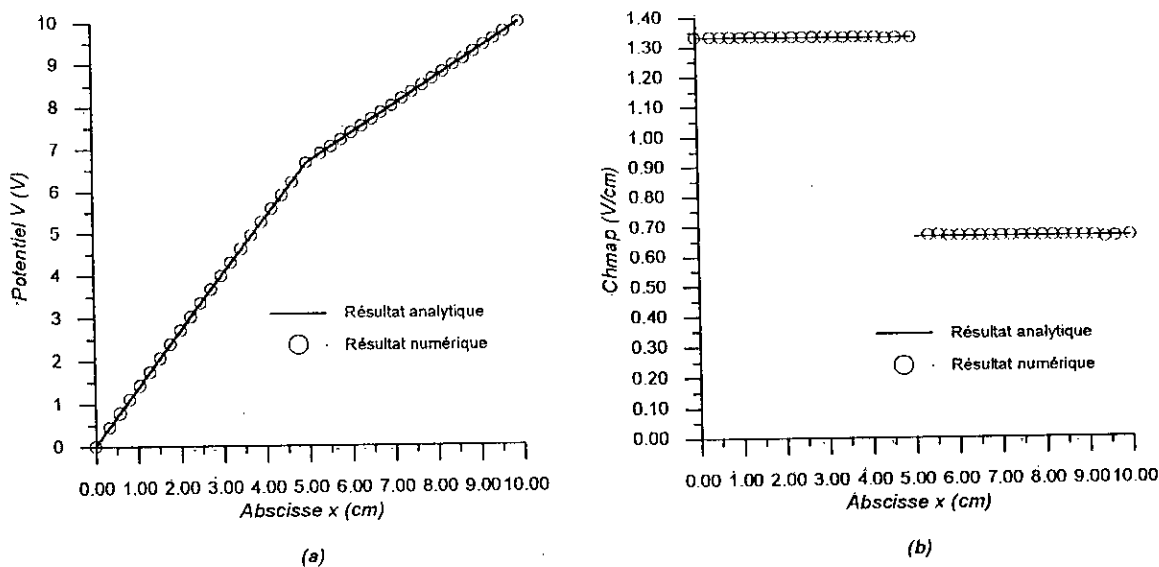 10
9
8
7
6
5
4
3
2
1
0
Potentiel V (V)
Résultat analytique
Résultat numérique
0.00 1.00 2.00 3.00 4.00 5.00 6.00 7.00 8.00 9.00 10.00
Abscisse x (cm)
(a)
1.40
1.30
1.20
1.10
1.00
0.90
0.80
0.70
0.60
0.50
0.40
0.30
0.20
0.10
0.00
Chmap (V/cm)
Résultat analytique
Résultat numérique
0.00 1.00 2.00 3.00 4.00 5.00 6.00 7.00 8.00 9.00 10.00
Abscisse x (cm)
(b)